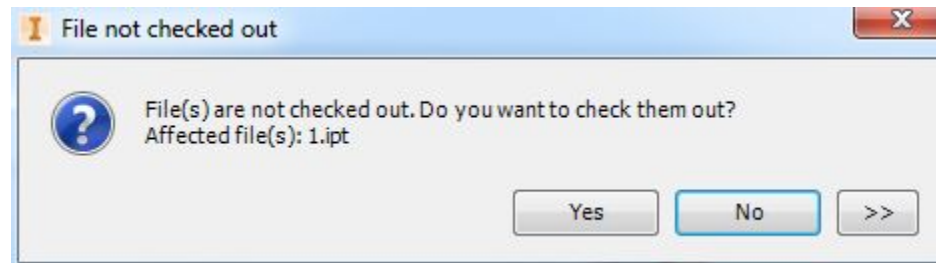 File not checked out
File(s) are not checked out. Do you want to check them out?
Affected file(s): 1.ipt
Yes No >>